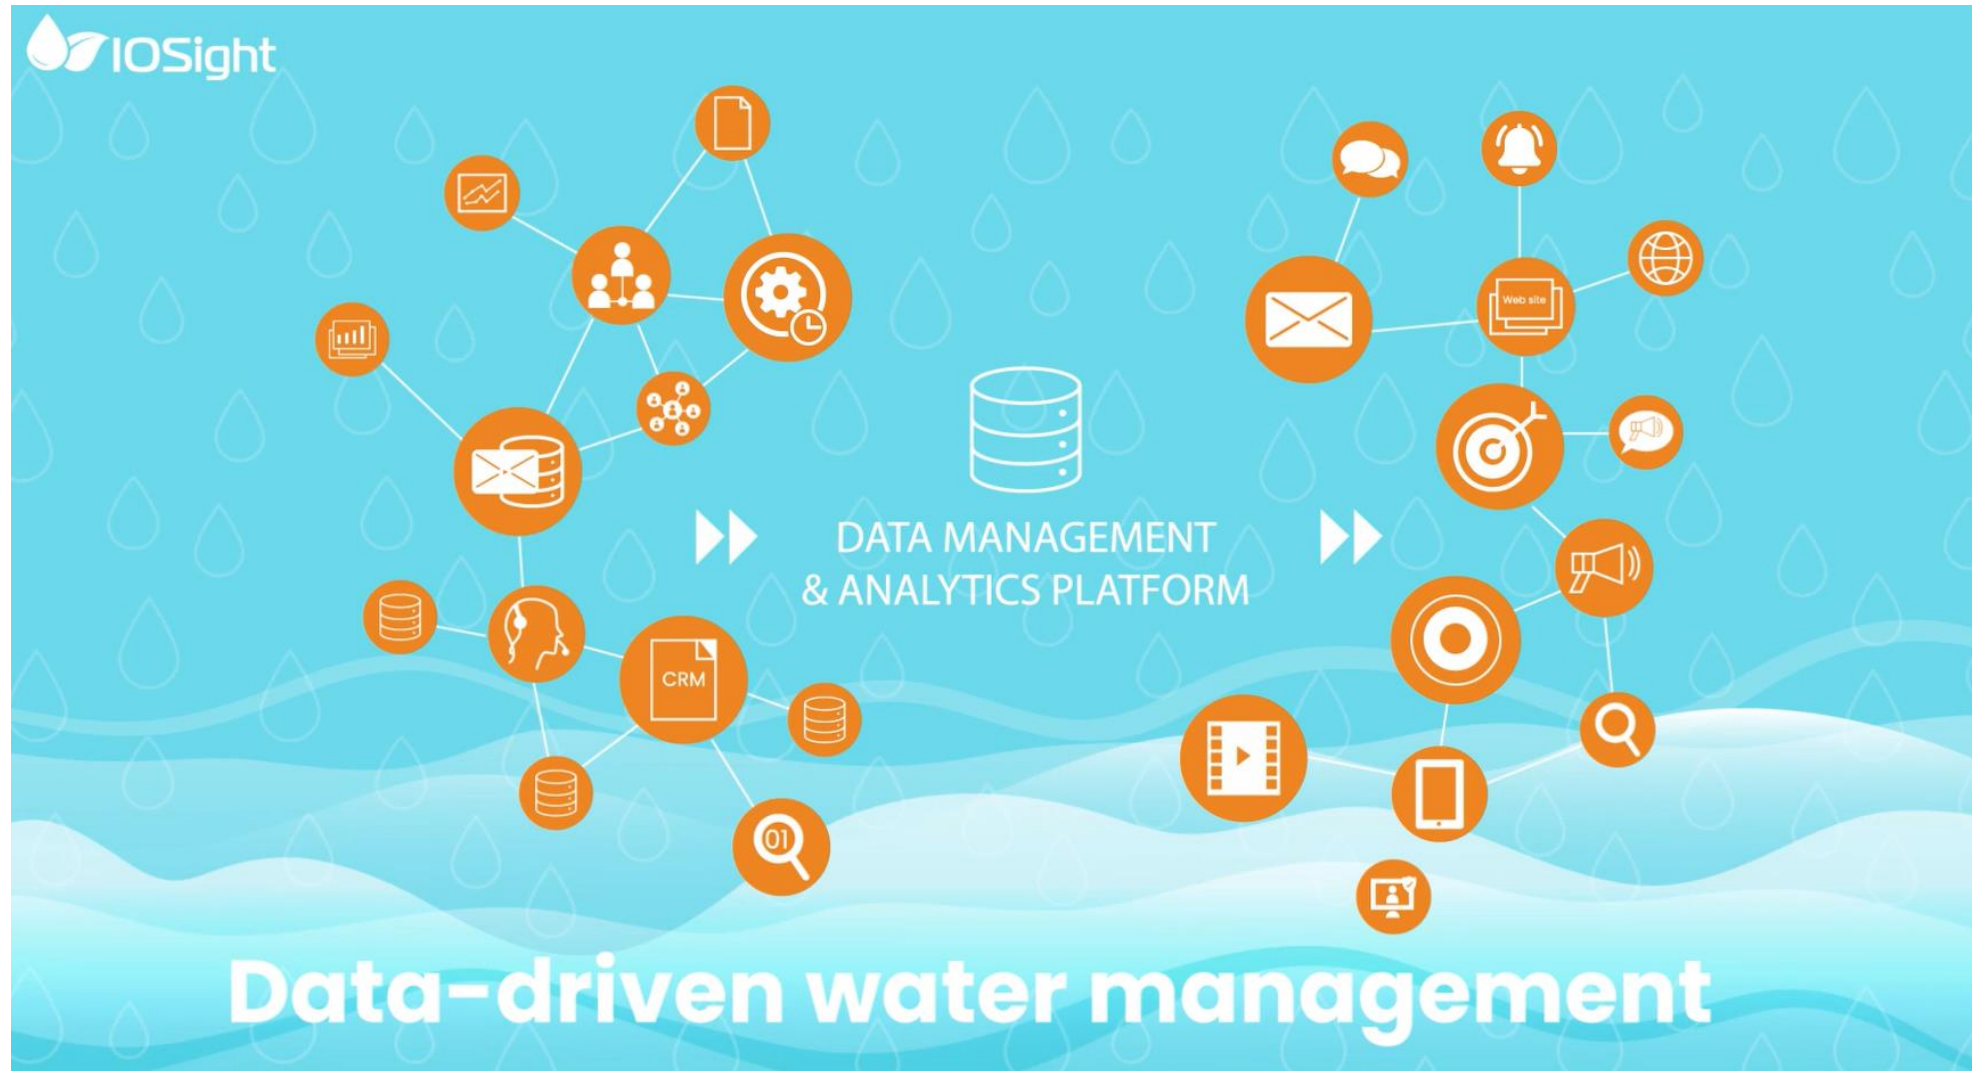 IOSight
Web site
DATA MANAGEMENT
& ANALYTICS PLATFORM
CRM
01
Data-driven water management